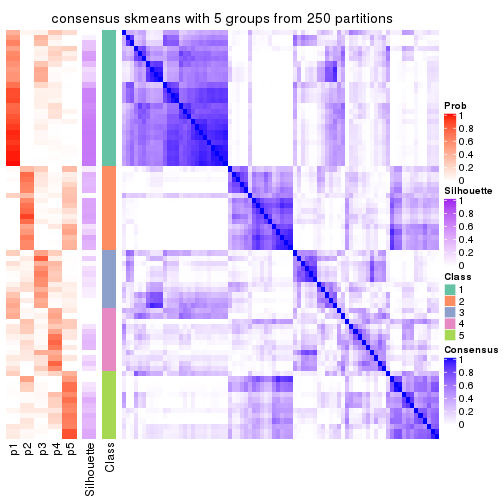 consensus skmeans with 5 groups from 250 partitions
Prob
1
0.8
0.6
0.4
0.2
0
Silhouette
1
0.8
0.6
0.4
0.2
0
Class
1
2
3
4
5
Consensus
1
0.8
0.6
0.4
0.2
0
p1
p2
p3
p4
p5
Silhouette
Class